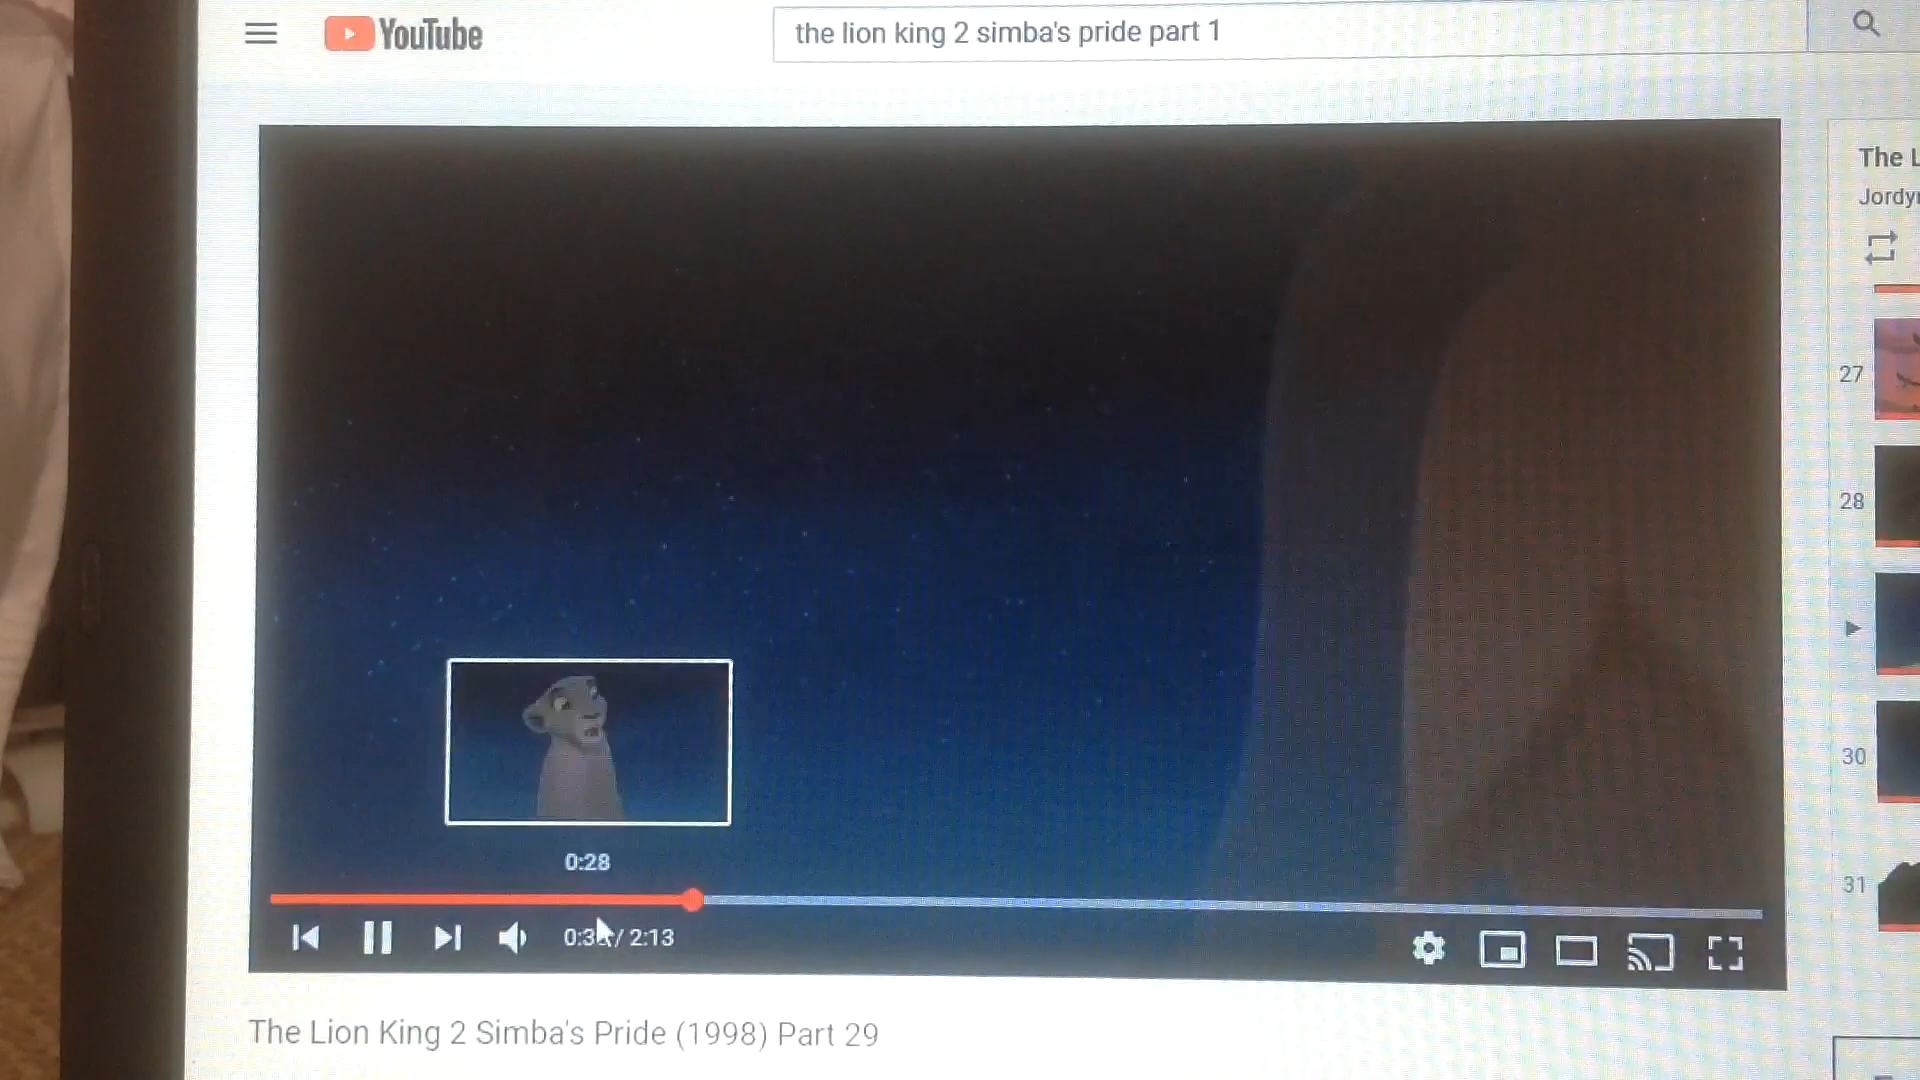 YouTube
the lion king 2 simba's pride part 1
The
27
28
30
31
0:28
2:13
The Lion King 2 Simba's Pride (1998) Part 29